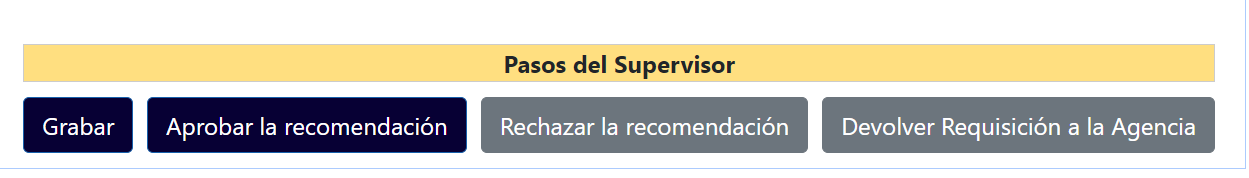 Pasos del Supervisor
Grabar Aprobar la recomendación Rechazar la recomendación Devolver Requisición a la Agencia